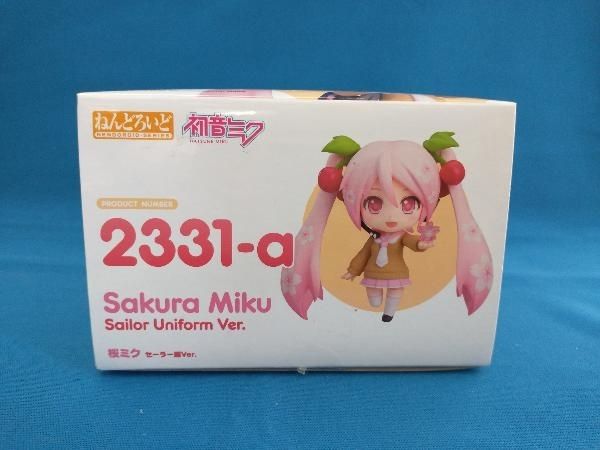 ねんどろいど
NENDOROID-SERIES
初音ミク
HATSUNE MIKU
PRODUCT NUMBER
2331-a
Sakura Miku
Sailor Uniform Ver.
桜ミク セーラー服Ver.